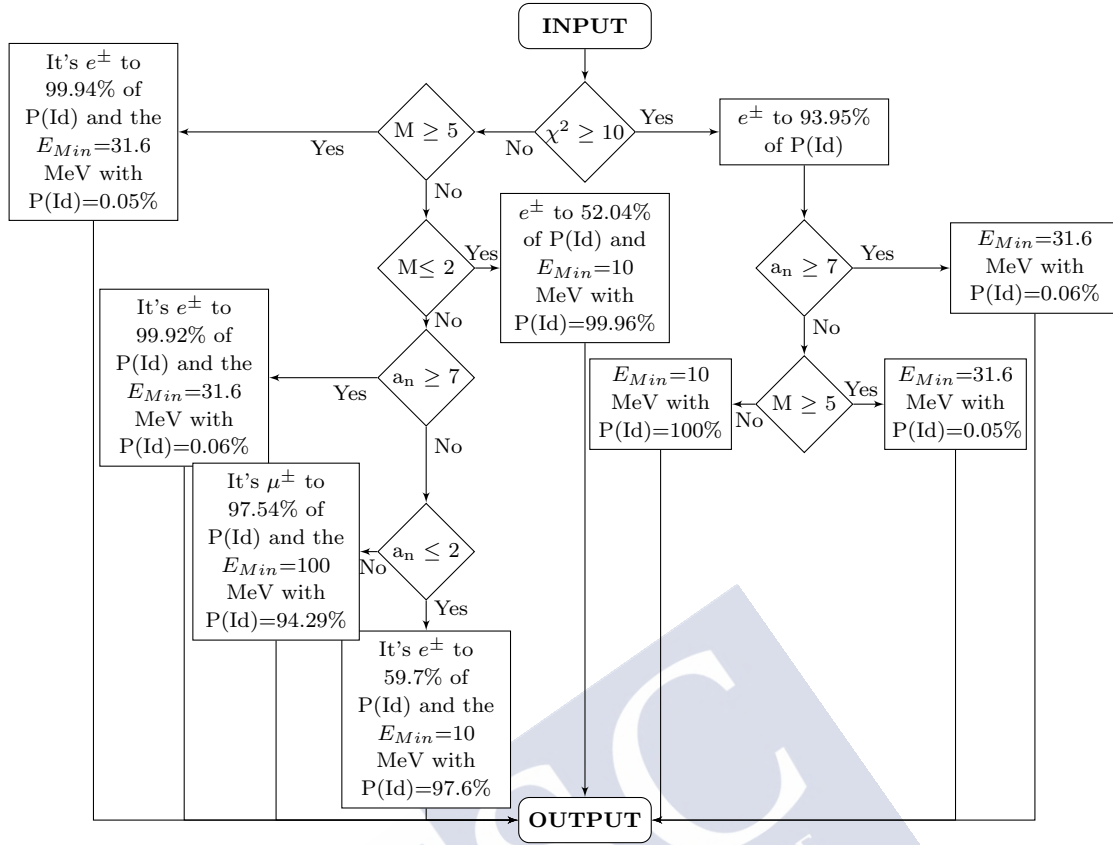 INPUT
χ² ≥ 10
Yes
No
e± to 93.95%
of P(Id)
M ≥ 5
Yes
No
It's e± to
99.94% of
P(Id) and the
E_Min=31.6
MeV with
P(Id)=0.05%
M≤ 2
Yes
No
e± to 52.04%
of P(Id) and
E_Min=10
MeV with
P(Id)=99.96%
a_n ≥ 7
Yes
No
E_Min=31.6
MeV with
P(Id)=0.06%
a_n ≥ 7
Yes
No
It's e± to
99.92% of
P(Id) and the
E_Min=31.6
MeV with
P(Id)=0.06%
M ≥ 5
Yes
No
E_Min=10
MeV with
P(Id)=100%
E_Min=31.6
MeV with
P(Id)=0.05%
a_n ≤ 2
No
Yes
It's μ± to
97.54% of
P(Id) and the
E_Min=100
MeV with
P(Id)=94.29%
It's e± to
59.7% of
P(Id) and the
E_Min=10
MeV with
P(Id)=97.6%
OUTPUT